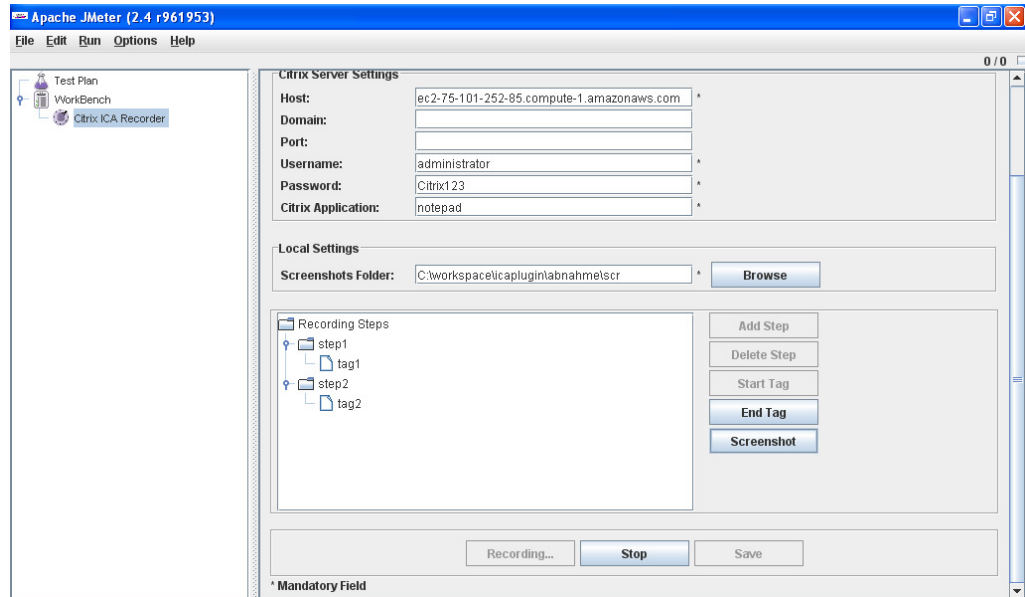 Apache JMeter (2.4 r961953)
File Edit Run Options Help
0 / 0
Test Plan
WorkBench
Citrix ICA Recorder
Citrix Server Settings
Host: ec2-75-101-252-85.compute-1.amazonaws.com *
Domain:
Port:
Username: administrator *
Password: Citrix123 *
Citrix Application: notepad *
Local Settings
Screenshots Folder: C:\workspace\icaplugin\abnahme\scr * Browse
Recording Steps
step1
tag1
step2
tag2
Add Step
Delete Step
Start Tag
End Tag
Screenshot
Recording... Stop Save
* Mandatory Field